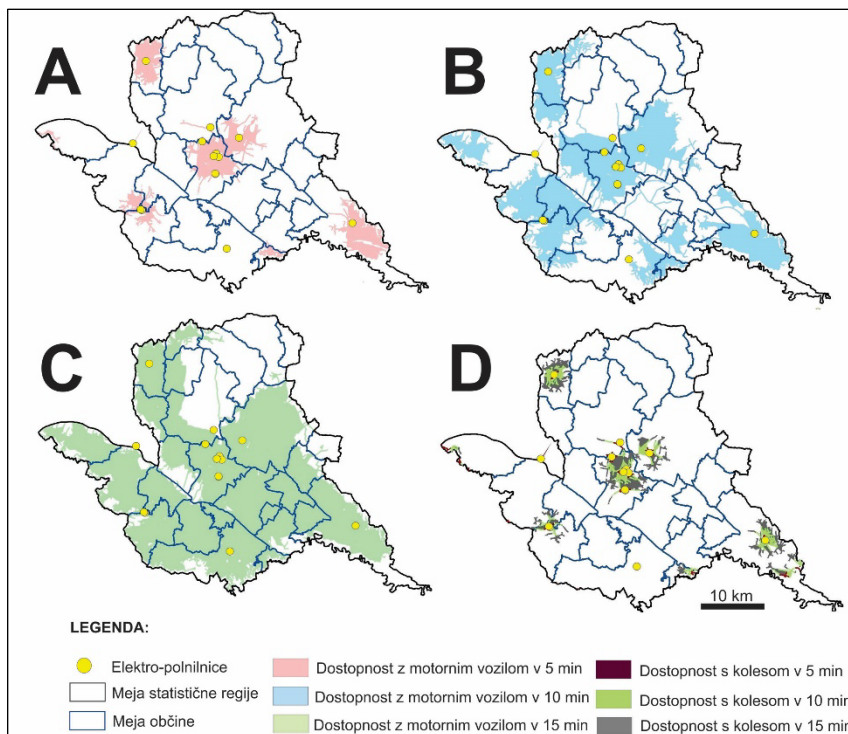 A
B
C
D
10 km
LEGENDA:
Elektro-polnilnice
Meja statistične regije
Meja občine
Dostopnost z motornim vozilom v 5 min
Dostopnost z motornim vozilom v 10 min
Dostopnost z motornim vozilom v 15 min
Dostopnost s kolesom v 5 min
Dostopnost s kolesom v 10 min
Dostopnost s kolesom v 15 min